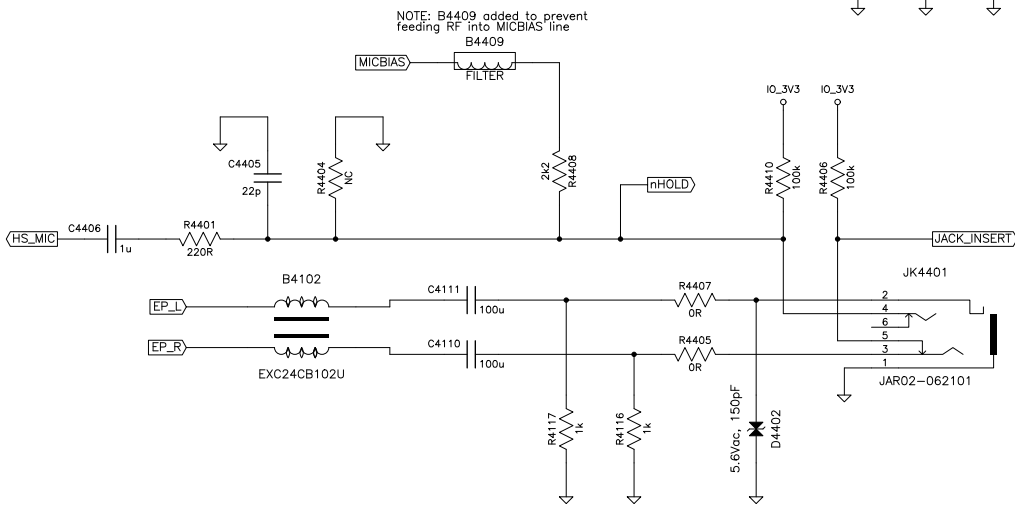 NOTE: B4409 added to prevent
feeding RF into MICBIAS line
B4409
MICBIAS
FILTER
IO_3V3
IO_3V3
C4405
22p
R4404
NC
2k2
R4408
nHOLD
R4410
100k
R4406
100k
HS_MIC
C4406
1u
R4401
220R
JACK_INSERT
JK4401
B4102
EP_L
C4111
100u
R4407
0R
2
4
6
5
3
1
EP_R
C4110
100u
R4405
0R
EXC24CB102U
JAR02-062101
R4117
1k
R4116
1k
5.6Vac, 150pF
D4402